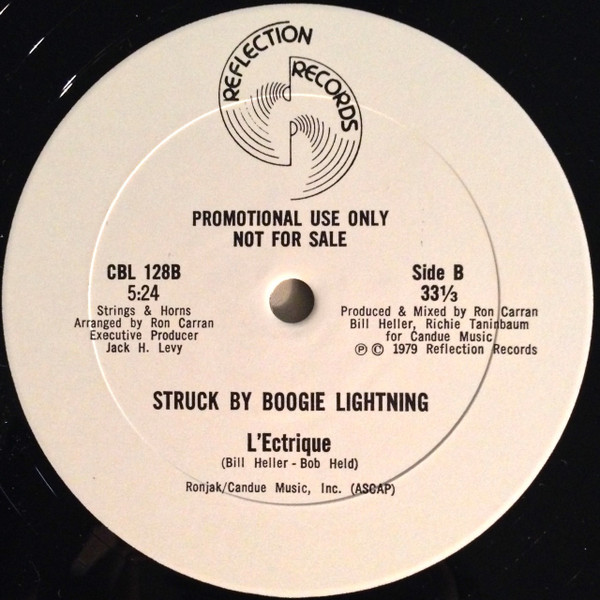 REFLECTION
RECORDS
PROMOTIONAL USE ONLY
NOT FOR SALE
CBL 128B
5:24
Strings & Horns
Arranged by Ron Carran
Executive Producer
Jack H. Levy
Side B
33⅓
Produced & Mixed by Ron Carran
Bill Heller, Richie Taninbaum
for Candue Music
℗ © 1979 Reflection Records
STRUCK BY BOOGIE LIGHTNING
L'Ectrique
(Bill Heller - Bob Held)
Ronjak/Candue Music, Inc. (ASCAP)